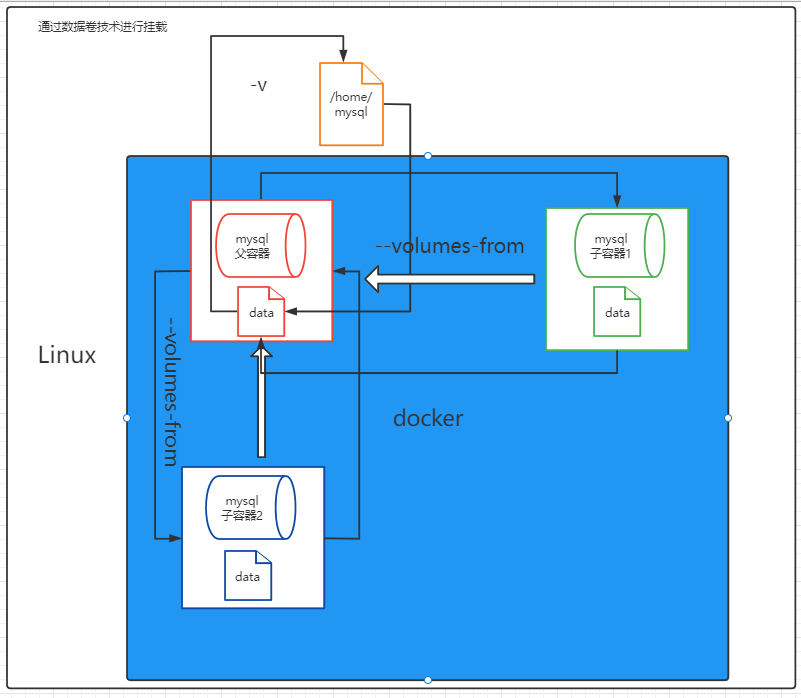 通过数据卷技术进行挂载
-v
/home/
mysql
mysql
父容器
data
--volumes-from
mysql
子容器1
data
Linux
--volumes-from
docker
mysql
子容器2
data